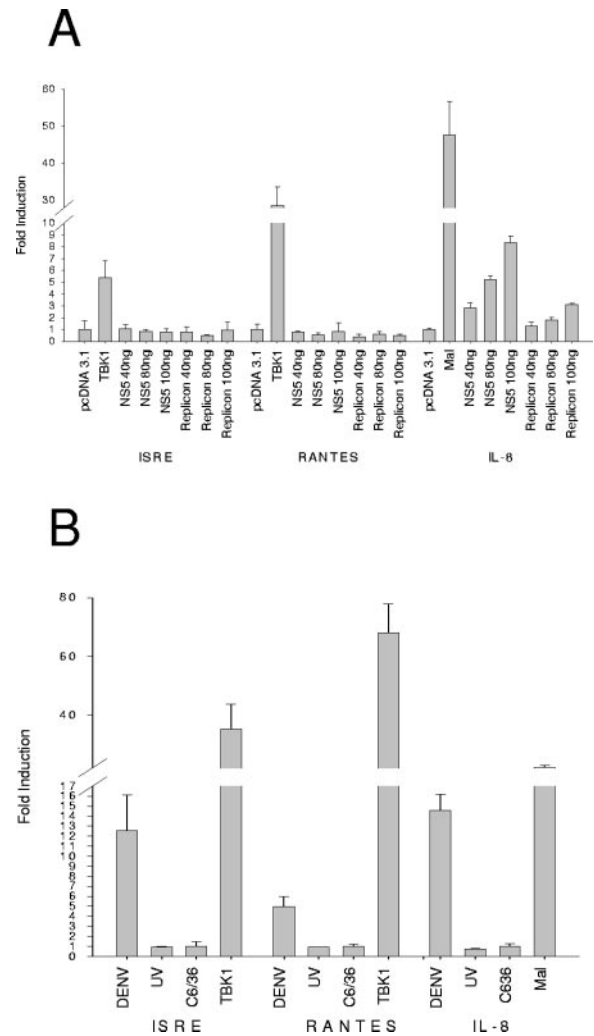 A
Fold Induction
60
50
40
30
10
9
8
7
6
5
4
3
2
1
0
pcDNA 3.1
TBK1
NS5 40ng
NS5 80ng
NS5 100ng
Replicon 40ng
Replicon 80ng
Replicon 100ng
pcDNA 3.1
TBK1
NS5 40ng
NS5 80ng
NS5 100ng
Replicon 40ng
Replicon 80ng
Replicon 100ng
pcDNA 3.1
Mal
NS5 40ng
NS5 80ng
NS5 100ng
Replicon 40ng
Replicon 80ng
Replicon 100ng
ISRE
RANTES
IL-8
B
Fold Induction
80
60
40
17
16
15
14
13
12
11
10
9
8
7
6
5
4
3
2
1
0
DENV
UV
C6/36
TBK1
DENV
UV
C6/36
TBK1
DENV
UV
C636
Mal
ISRE
RANTES
IL-8